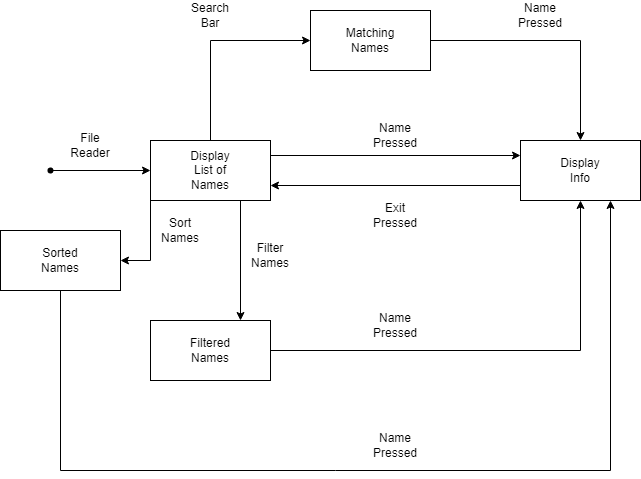 Search
Bar
Name
Pressed
Matching
Names
File
Reader
Name
Pressed
Display
List of
Names
Display
Info
Exit
Pressed
Sort
Names
Sorted
Names
Filter
Names
Name
Pressed
Filtered
Names
Name
Pressed